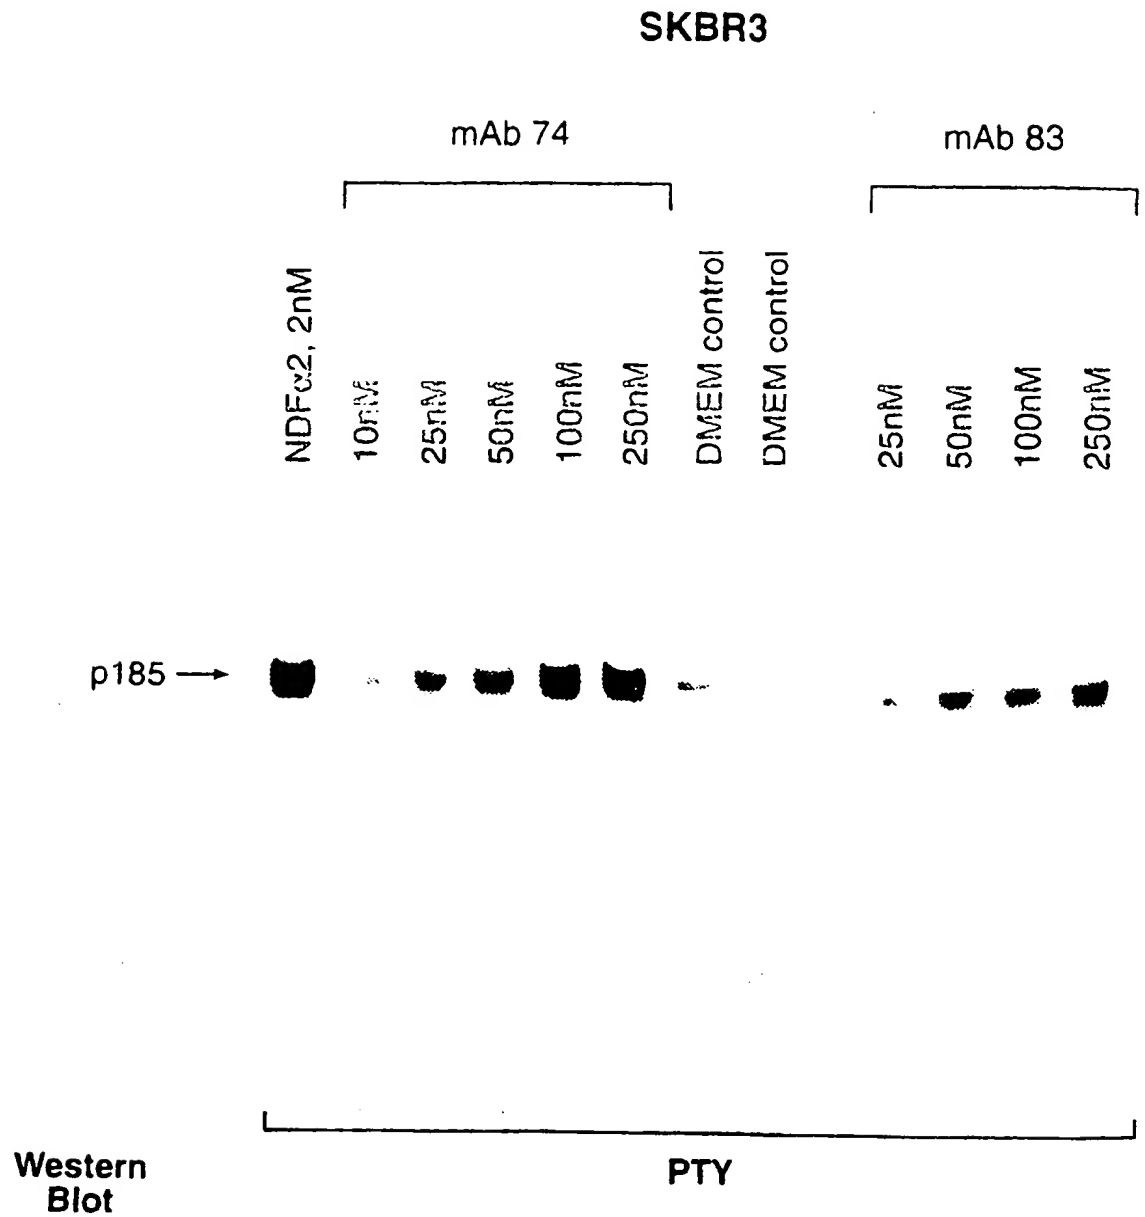 SKBR3
mAb 74
mAb 83
NDFα2, 2nM
10nM
25nM
50nM
100nM
250nM
DMEM control
DMEM control
25nM
50nM
100nM
250nM
p185
PTY
Western
Blot